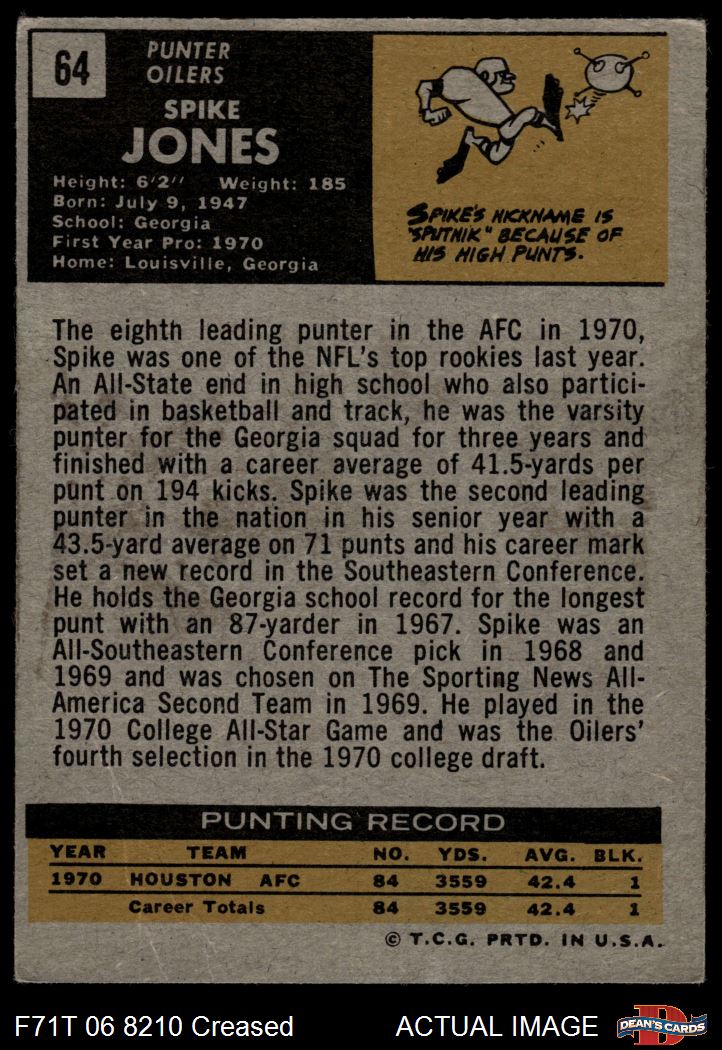 64
PUNTER
OILERS
SPIKE
JONES
Height: 6'2" Weight: 185
Born: July 9, 1947
School: Georgia
First Year Pro: 1970
Home: Louisville, Georgia
SPIKE'S NICKNAME IS
"SPUTNIK" BECAUSE OF
HIS HIGH PUNTS.
The eighth leading punter in the AFC in 1970,
Spike was one of the NFL's top rookies last year.
An All-State end in high school who also partici-
pated in basketball and track, he was the varsity
punter for the Georgia squad for three years and
finished with a career average of 41.5-yards per
punt on 194 kicks. Spike was the second leading
punter in the nation in his senior year with a
43.5-yard average on 71 punts and his career mark
set a new record in the Southeastern Conference.
He holds the Georgia school record for the longest
punt with an 87-yarder in 1967. Spike was an
All-Southeastern Conference pick in 1968 and
1969 and was chosen on The Sporting News All-
America Second Team in 1969. He played in the
1970 College All-Star Game and was the Oilers'
fourth selection in the 1970 college draft.
PUNTING RECORD
YEAR TEAM NO. YDS. AVG. BLK.
1970 HOUSTON AFC 84 3559 42.4 1
Career Totals 84 3559 42.4 1
© T.C.G. PRTD. IN U.S.A.
F71T 06 8210 Creased ACTUAL IMAGE DEAN'S CARDS